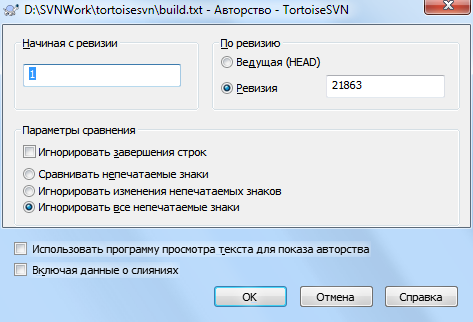 D:\SVNWork\tortoisesvn\build.txt - Авторство - TortoiseSVN
Начиная с ревизии
1
По ревизию
Ведущая (HEAD)
Ревизия
21863
Параметры сравнения
Игнорировать завершения строк
Сравнивать непечатаемые знаки
Игнорировать изменения непечатаемых знаков
Игнорировать все непечатаемые знаки
Использовать программу просмотра текста для показа авторства
Включая данные о слияниях
OK
Отмена
Справка